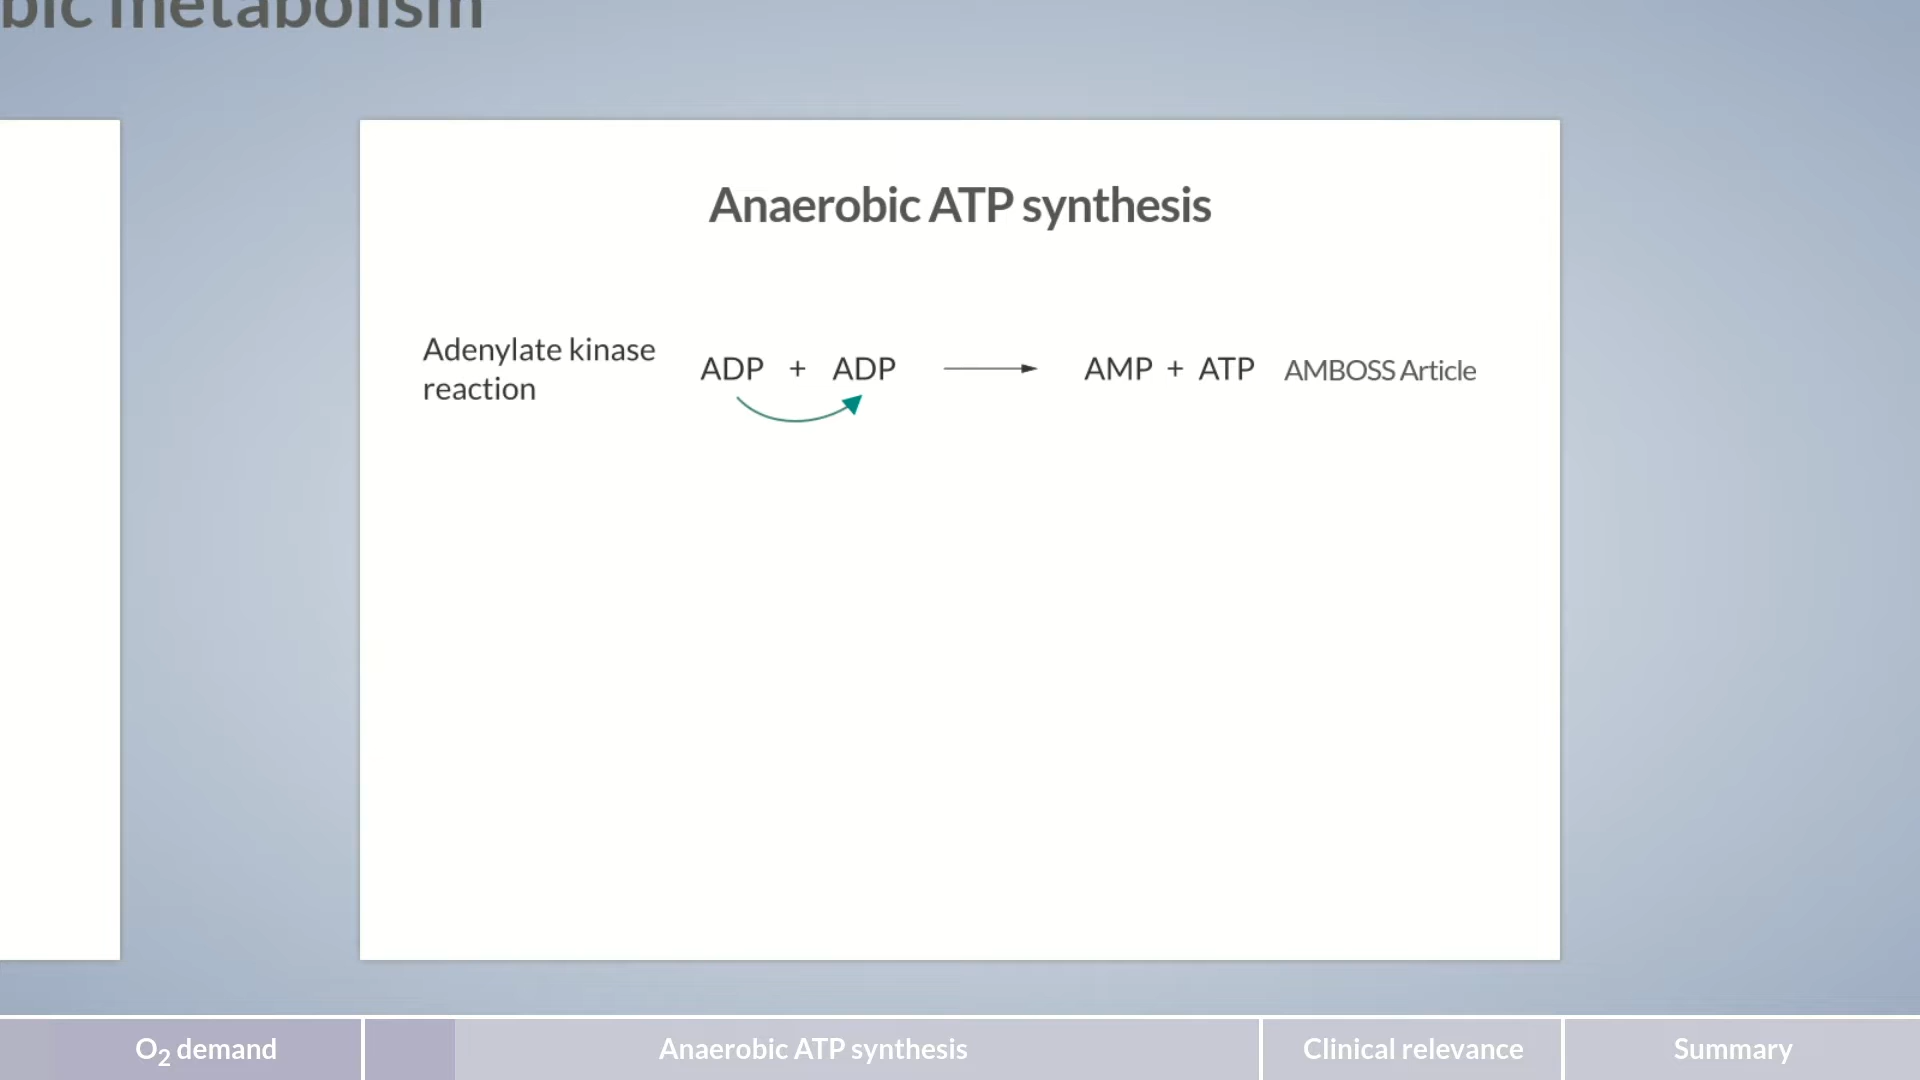 bic metabolism
Anaerobic ATP synthesis
Adenylate kinase
reaction
ADP + ADP
AMP + ATP
AMBOSS Article
O₂ demand
Anaerobic ATP synthesis
Clinical relevance
Summary